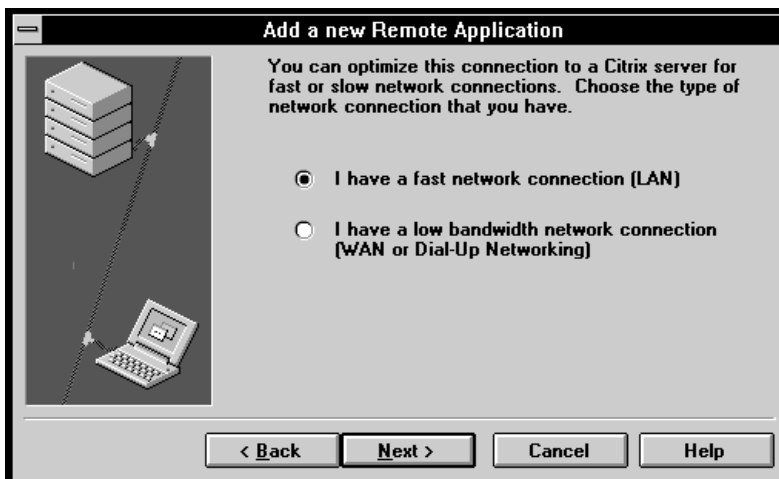 Add a new Remote Application
You can optimize this connection to a Citrix server for
fast or slow network connections.  Choose the type of
network connection that you have.
I have a fast network connection (LAN)
I have a low bandwidth network connection
(WAN or Dial-Up Networking)
< Back
Next >
Cancel
Help